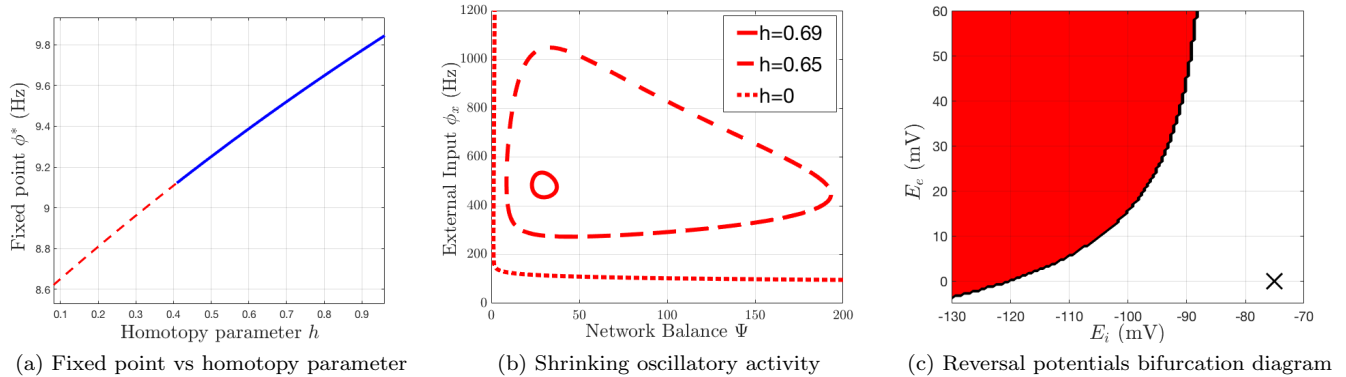 9.8
9.6
9.4
9.2
9
8.8
8.6
Fixed point ϕ* (Hz)
0.1 0.2 0.3 0.4 0.5 0.6 0.7 0.8 0.9
Homotopy parameter h
(a) Fixed point vs homotopy parameter
1200
1000
800
600
400
200
0
External Input ϕx (Hz)
h=0.69
h=0.65
h=0
0 50 100 150 200
Network Balance Ψ
(b) Shrinking oscillatory activity
60
50
40
30
20
10
0
Ee (mV)
-130 -120 -110 -100 -90 -80 -70
Ei (mV)
(c) Reversal potentials bifurcation diagram